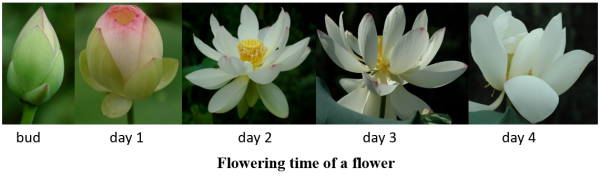 bud day 1 day 2 day 3 day 4
Flowering time of a flower